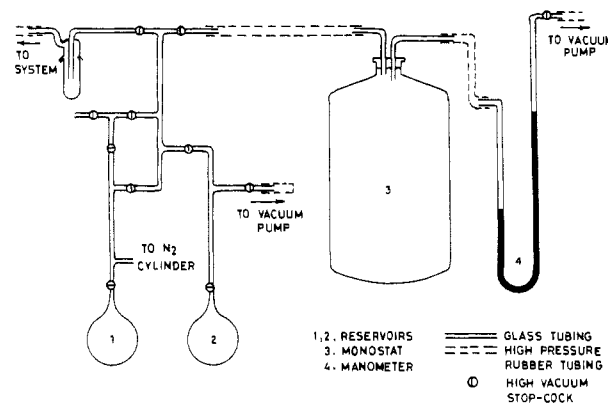 TO
SYSTEM
TO VACUUM
PUMP
TO VACUUM
PUMP
TO N2
CYLINDER
1
2
3
4
1,2. RESERVOIRS
3. MONOSTAT
4. MANOMETER
GLASS TUBING
HIGH PRESSURE
RUBBER TUBING
HIGH VACUUM
STOP-COCK